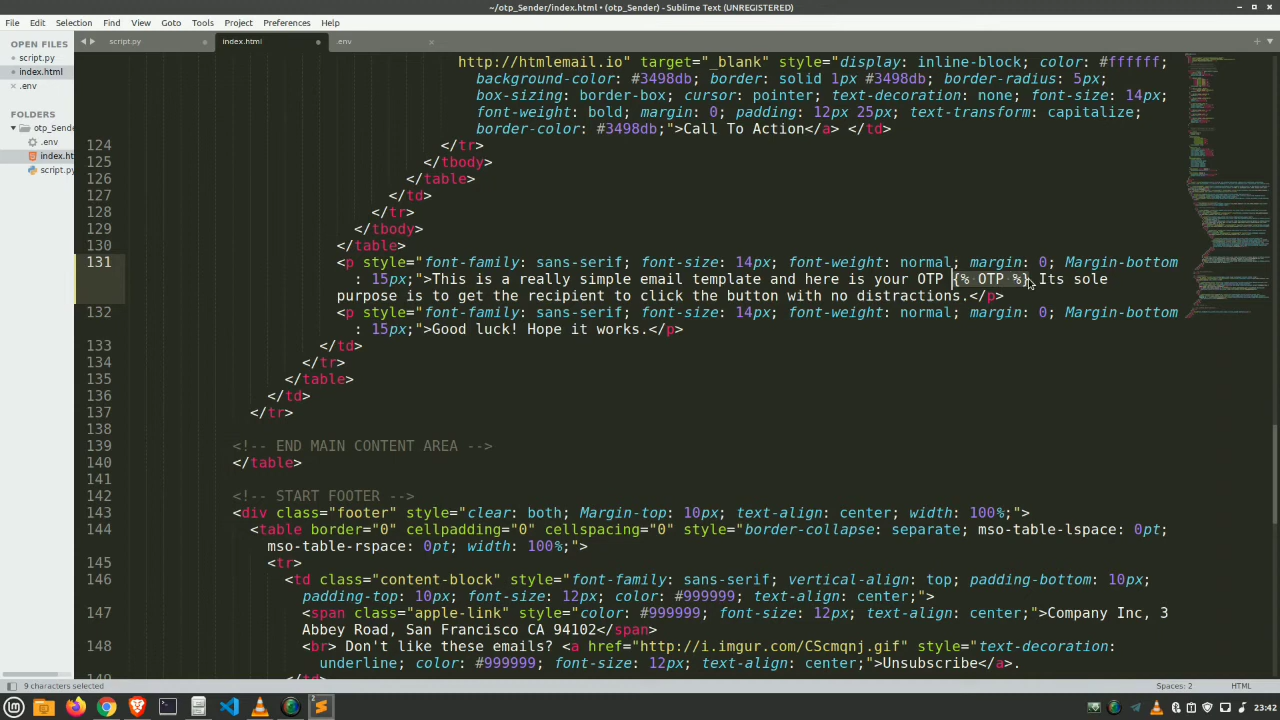 ~/otp_Sender/index.html • (otp_Sender) - Sublime Text (UNREGISTERED)
File Edit Selection Find View Goto Tools Project Preferences Help
OPEN FILES
script.py
index.html
.env
FOLDERS
otp_Sende
.env
index.ht
script.py
script.py index.html .env
http://htmlemail.io" target="_blank" style="display: inline-block; color: #ffffff;
background-color: #3498db; border: solid 1px #3498db; border-radius: 5px;
box-sizing: border-box; cursor: pointer; text-decoration: none; font-size: 14px;
font-weight: bold; margin: 0; padding: 12px 25px; text-transform: capitalize;
border-color: #3498db;">Call To Action</a> </td>
124 </tr>
125 </tbody>
126 </table>
127 </td>
128 </tr>
129 </tbody>
130 </table>
131 <p style="font-family: sans-serif; font-size: 14px; font-weight: normal; margin: 0; Margin-bottom
: 15px;">This is a really simple email template and here is your OTP {% OTP %}.Its sole
purpose is to get the recipient to click the button with no distractions.</p>
132 <p style="font-family: sans-serif; font-size: 14px; font-weight: normal; margin: 0; Margin-bottom
: 15px;">Good luck! Hope it works.</p>
133 </td>
134 </tr>
135 </table>
136 </td>
137 </tr>
138
139 <!-- END MAIN CONTENT AREA -->
140 </table>
141
142 <!-- START FOOTER -->
143 <div class="footer" style="clear: both; Margin-top: 10px; text-align: center; width: 100%;">
144 <table border="0" cellpadding="0" cellspacing="0" style="border-collapse: separate; mso-table-lspace: 0pt;
mso-table-rspace: 0pt; width: 100%;">
145 <tr>
146 <td class="content-block" style="font-family: sans-serif; vertical-align: top; padding-bottom: 10px;
padding-top: 10px; font-size: 12px; color: #999999; text-align: center;">
147 <span class="apple-link" style="color: #999999; font-size: 12px; text-align: center;">Company Inc, 3
Abbey Road, San Francisco CA 94102</span>
148 <br> Don't like these emails? <a href="http://i.imgur.com/CScmqnj.gif" style="text-decoration:
underline; color: #999999; font-size: 12px; text-align: center;">Unsubscribe</a>.
9 characters selected Spaces: 2 HTML
2
23:42